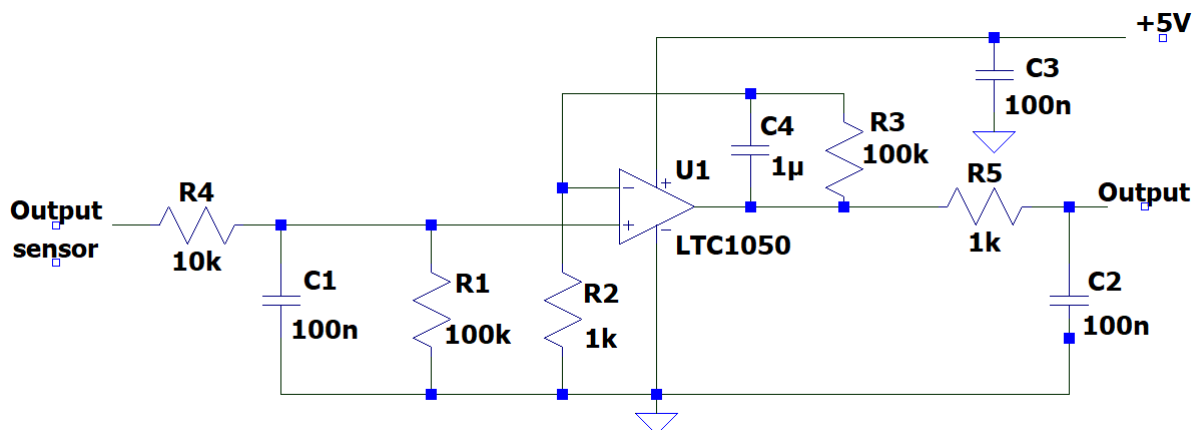 +5V
C3
100n
C4
1µ
R3
100k
U1
+
−
+
−
LTC1050
R5
1k
Output
R4
10k
Output
sensor
C1
100n
R1
100k
R2
1k
C2
100n